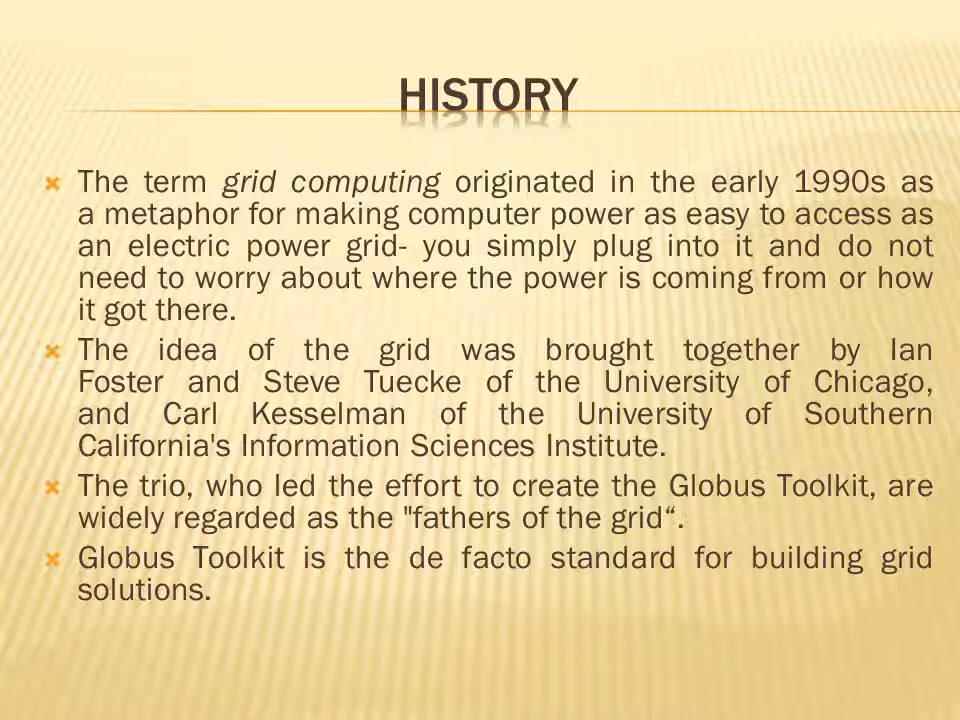 HISTORY
The term grid computing originated in the early 1990s as
a metaphor for making computer power as easy to access as
an electric power grid- you simply plug into it and do not
need to worry about where the power is coming from or how
it got there.
The idea of the grid was brought together by Ian
Foster and Steve Tuecke of the University of Chicago,
and Carl Kesselman of the University of Southern
California's Information Sciences Institute.
The trio, who led the effort to create the Globus Toolkit, are
widely regarded as the "fathers of the grid“.
Globus Toolkit is the de facto standard for building grid
solutions.